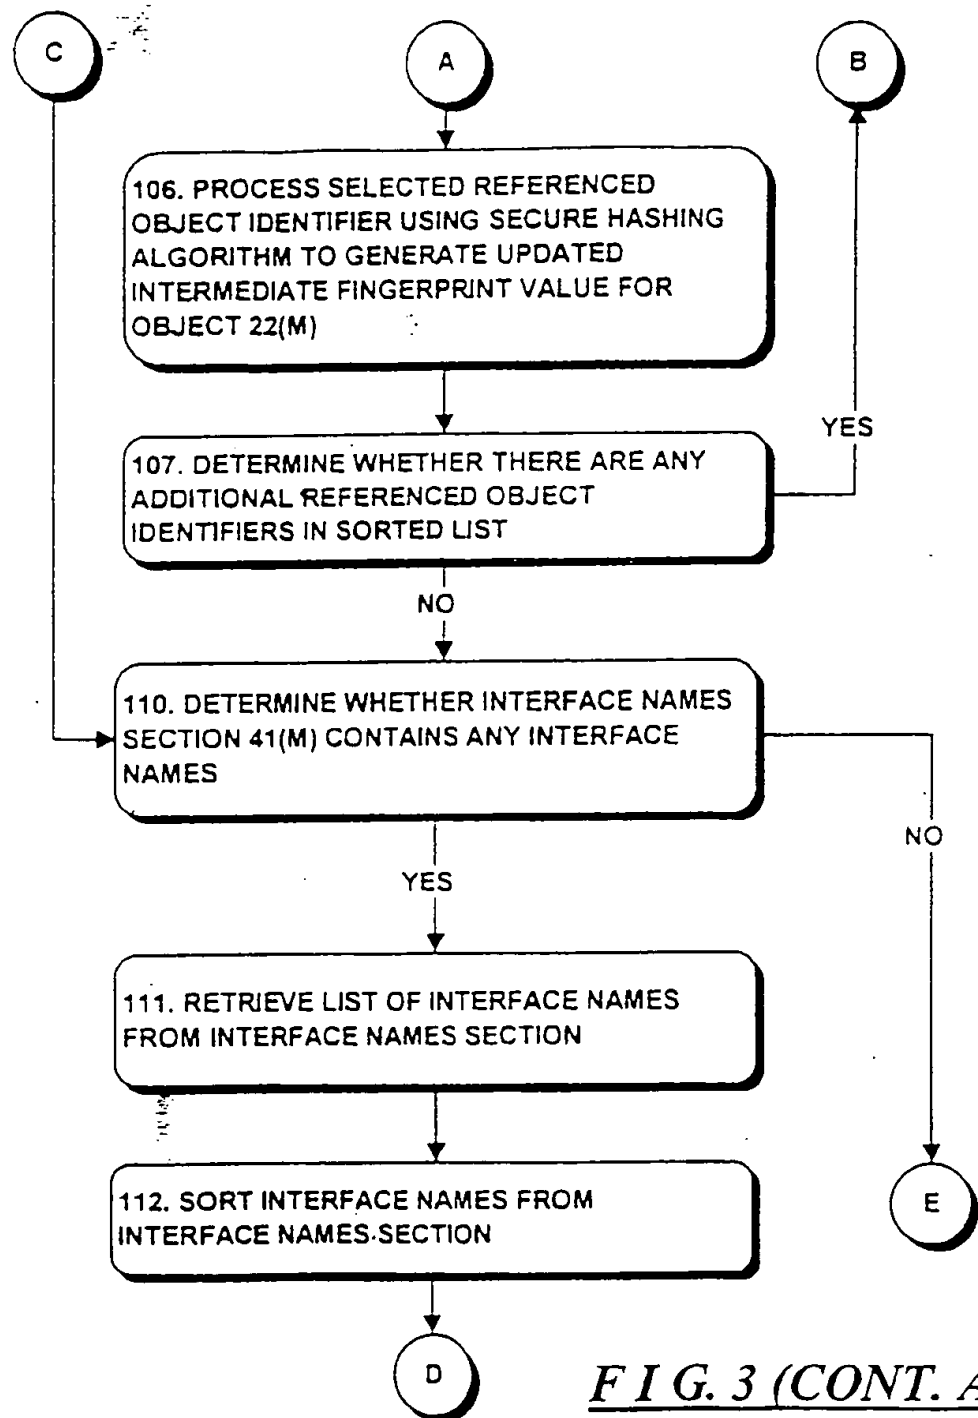 C
A
B
106. PROCESS SELECTED REFERENCED
OBJECT IDENTIFIER USING SECURE HASHING
ALGORITHM TO GENERATE UPDATED
INTERMEDIATE FINGERPRINT VALUE FOR
OBJECT 22(M)
YES
107. DETERMINE WHETHER THERE ARE ANY
ADDITIONAL REFERENCED OBJECT
IDENTIFIERS IN SORTED LIST
NO
110. DETERMINE WHETHER INTERFACE NAMES
SECTION 41(M) CONTAINS ANY INTERFACE
NAMES
NO
YES
111. RETRIEVE LIST OF INTERFACE NAMES
FROM INTERFACE NAMES SECTION
112. SORT INTERFACE NAMES FROM
INTERFACE NAMES SECTION
E
D
FIG. 3 (CONT. A